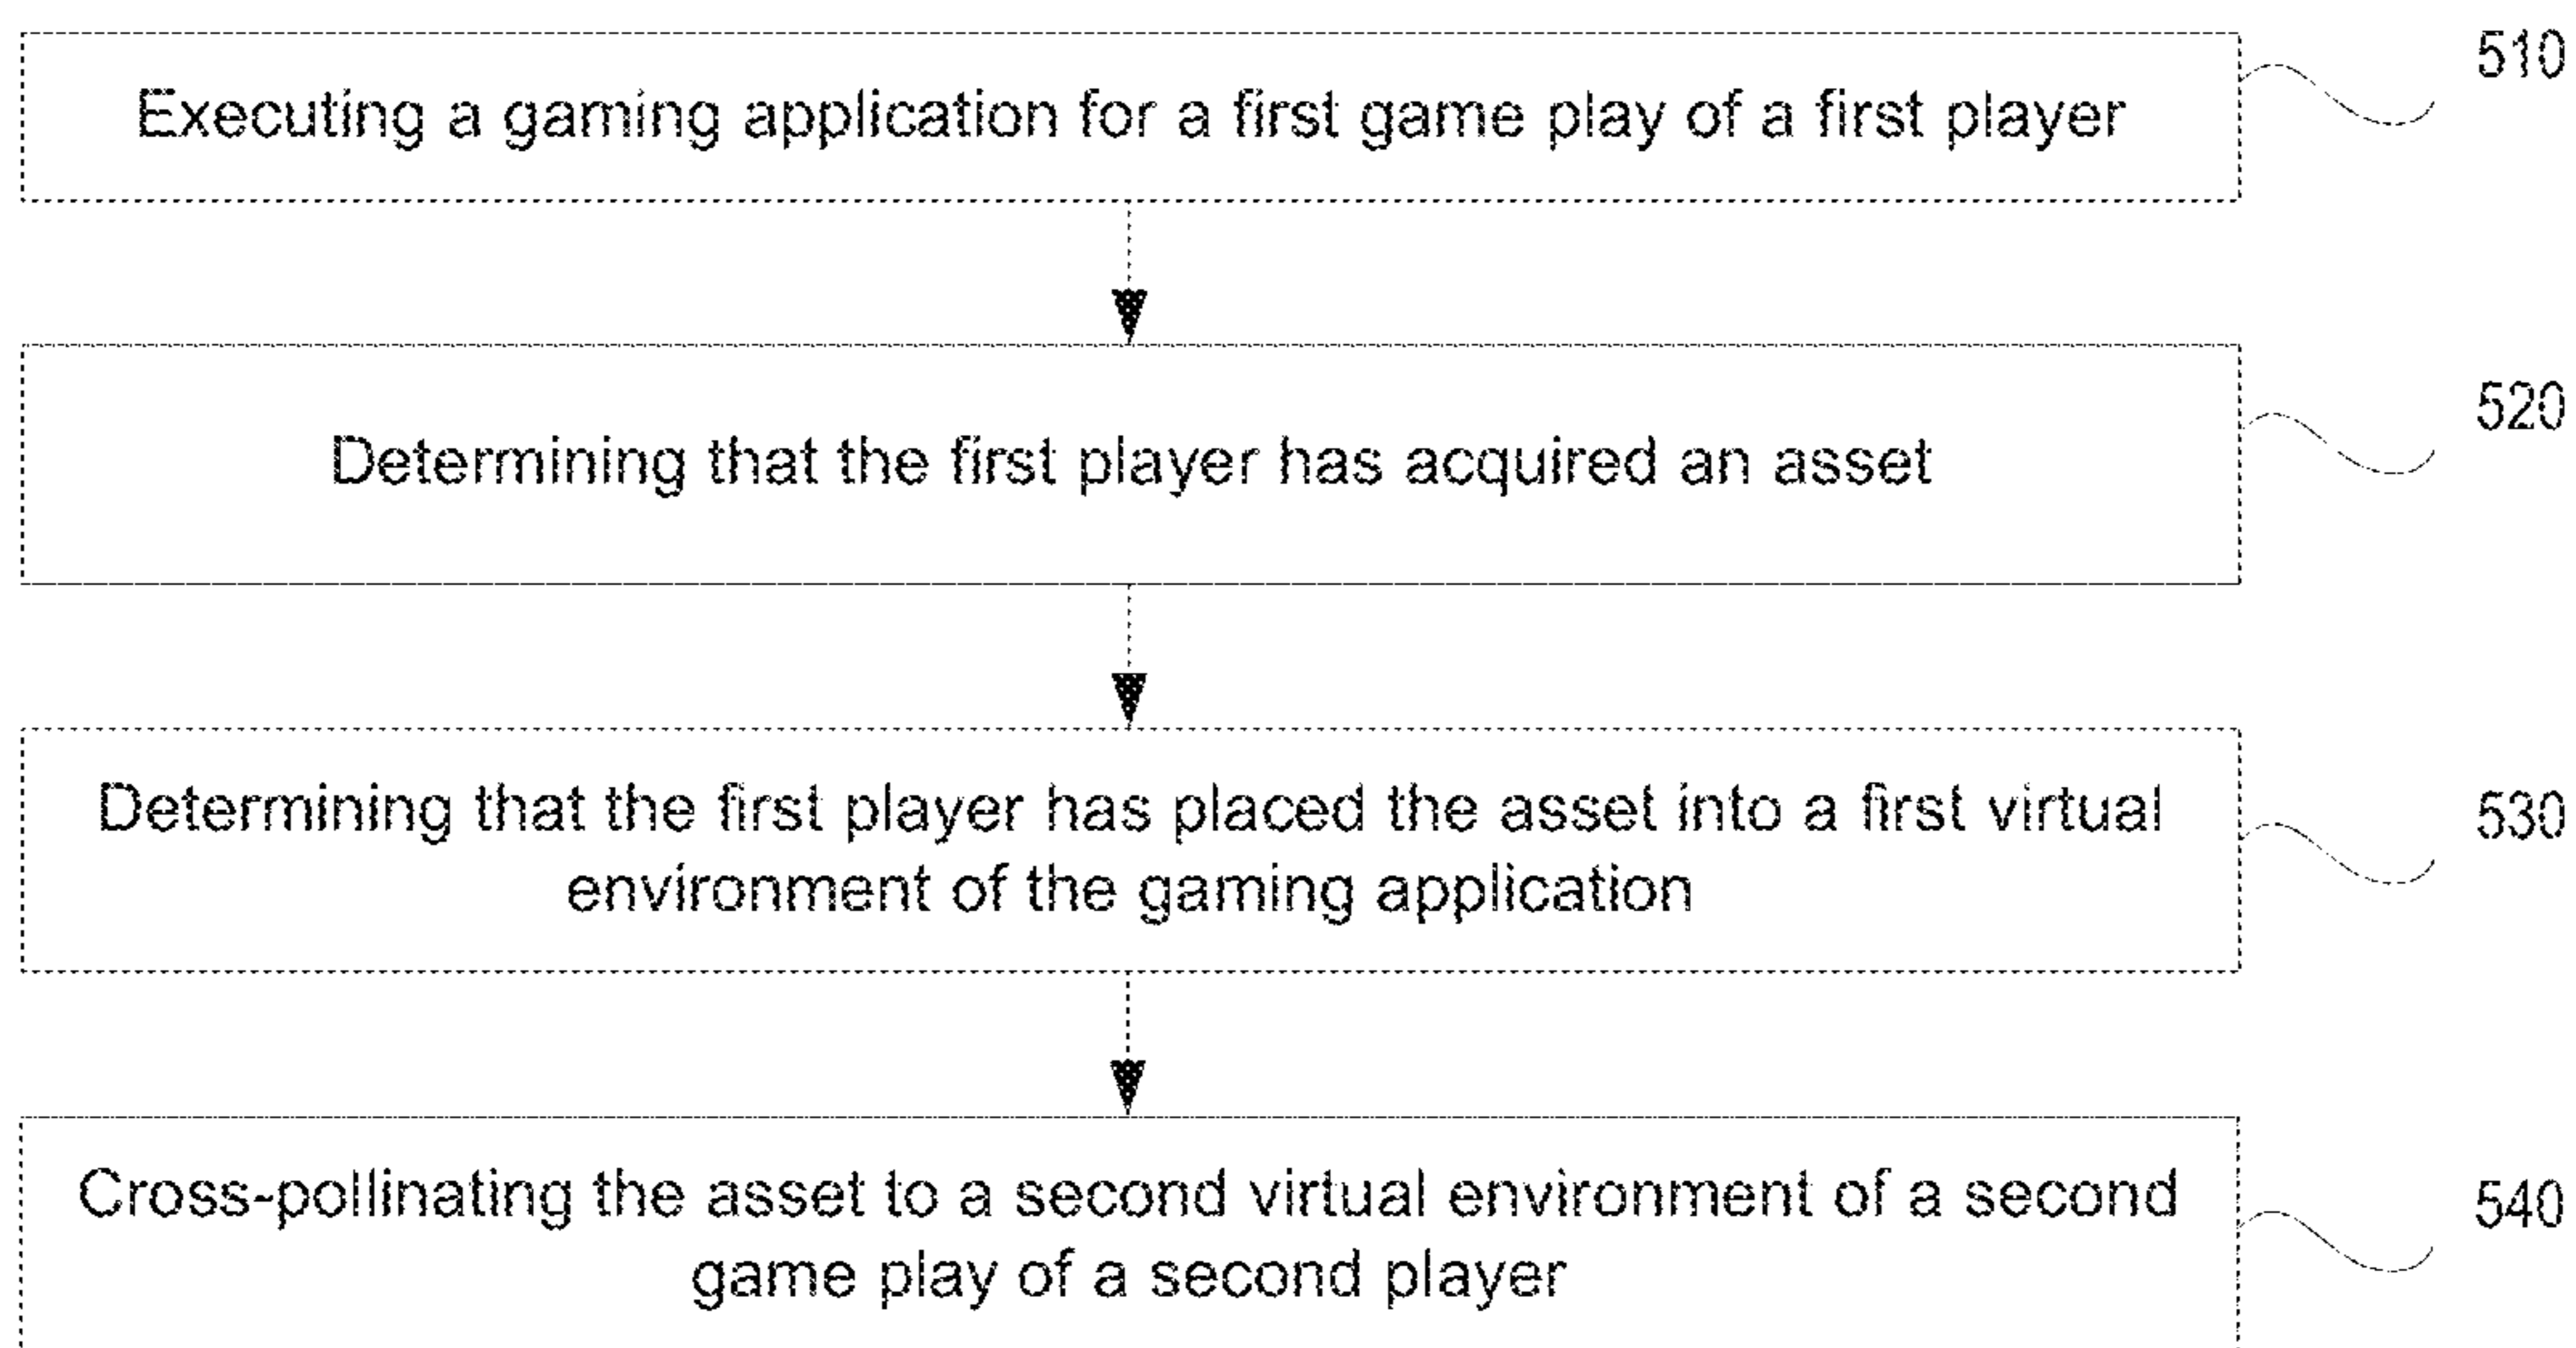 Executing a gaming application for a first game play of a first player
510
Determining that the first player has acquired an asset
520
Determining that the first player has placed the asset into a first virtual
environment of the gaming application
530
Cross-pollinating the asset to a second virtual environment of a second
game play of a second player
540